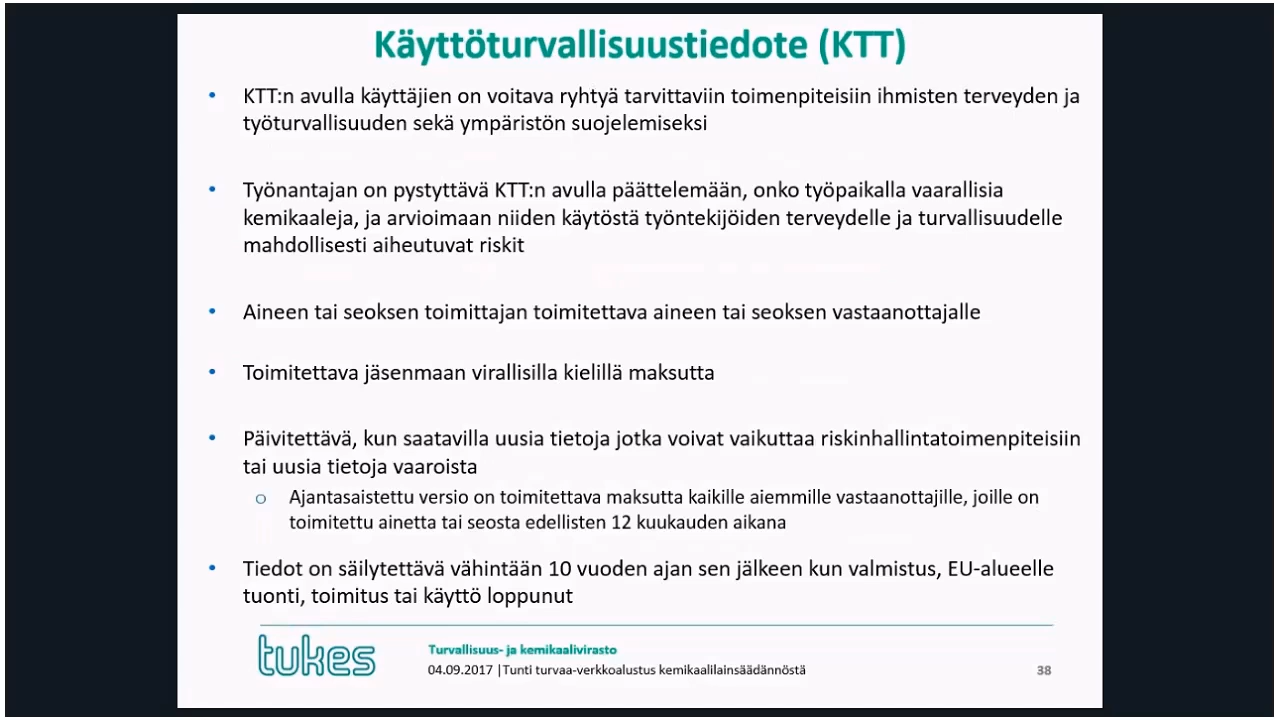 Käyttöturvallisuustiedote (KTT)
• KTT:n avulla käyttäjien on voitava ryhtyä tarvittaviin toimenpiteisiin ihmisten terveyden ja
työturvallisuuden sekä ympäristön suojelemiseksi
• Työnantajan on pystyttävä KTT:n avulla päättelemään, onko työpaikalla vaarallisia
kemikaaleja, ja arvioimaan niiden käytöstä työntekijöiden terveydelle ja turvallisuudelle
mahdollisesti aiheutuvat riskit
• Aineen tai seoksen toimittajan toimitettava aineen tai seoksen vastaanottajalle
• Toimitettava jäsenmaan virallisilla kielillä maksutta
• Päivitettävä, kun saatavilla uusia tietoja jotka voivat vaikuttaa riskinhallintatoimenpiteisiin
tai uusia tietoja vaaroista
o Ajantasaistettu versio on toimitettava maksutta kaikille aiemmille vastaanottajille, joille on
toimitettu ainetta tai seosta edellisten 12 kuukauden aikana
• Tiedot on säilytettävä vähintään 10 vuoden ajan sen jälkeen kun valmistus, EU-alueelle
tuonti, toimitus tai käyttö loppunut
tukes
Turvallisuus- ja kemikaalivirasto
04.09.2017 |Tunti turvaa-verkkoalustus kemikaalilainsäädännöstä
38